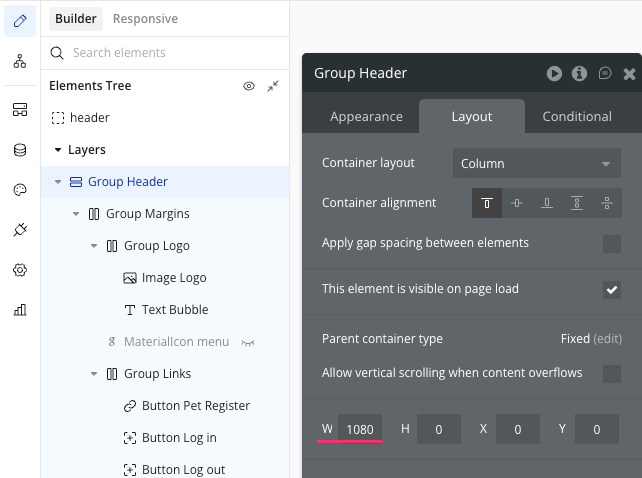 Builder
Responsive
Search elements
Elements Tree
header
Layers
Group Header
Group Margins
Group Logo
Image Logo
Text Bubble
MaterialIcon menu
Group Links
Button Pet Register
Button Log in
Button Log out
Group Header
Appearance
Layout
Conditional
Container layout
Column
Container alignment
Apply gap spacing between elements
This element is visible on page load
Parent container type
Fixed (edit)
Allow vertical scrolling when content overflows
W 1080 H 0 X 0 Y 0